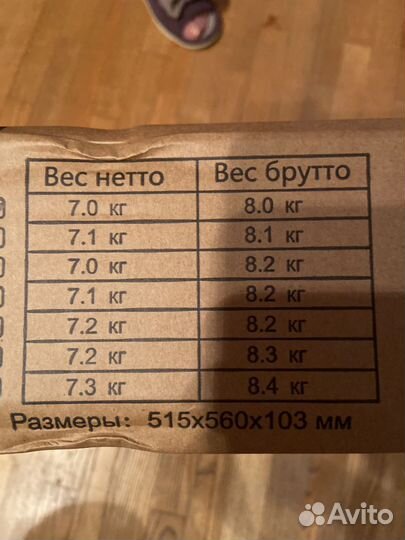 Вес нетто Вес брутто
7.0 кг 8.0 кг
7.1 кг 8.1 кг
7.0 кг 8.2 кг
7.1 кг 8.2 кг
7.2 кг 8.2 кг
7.2 кг 8.3 кг
7.3 кг 8.4 кг
Размеры: 515x560x103 мм
Avito